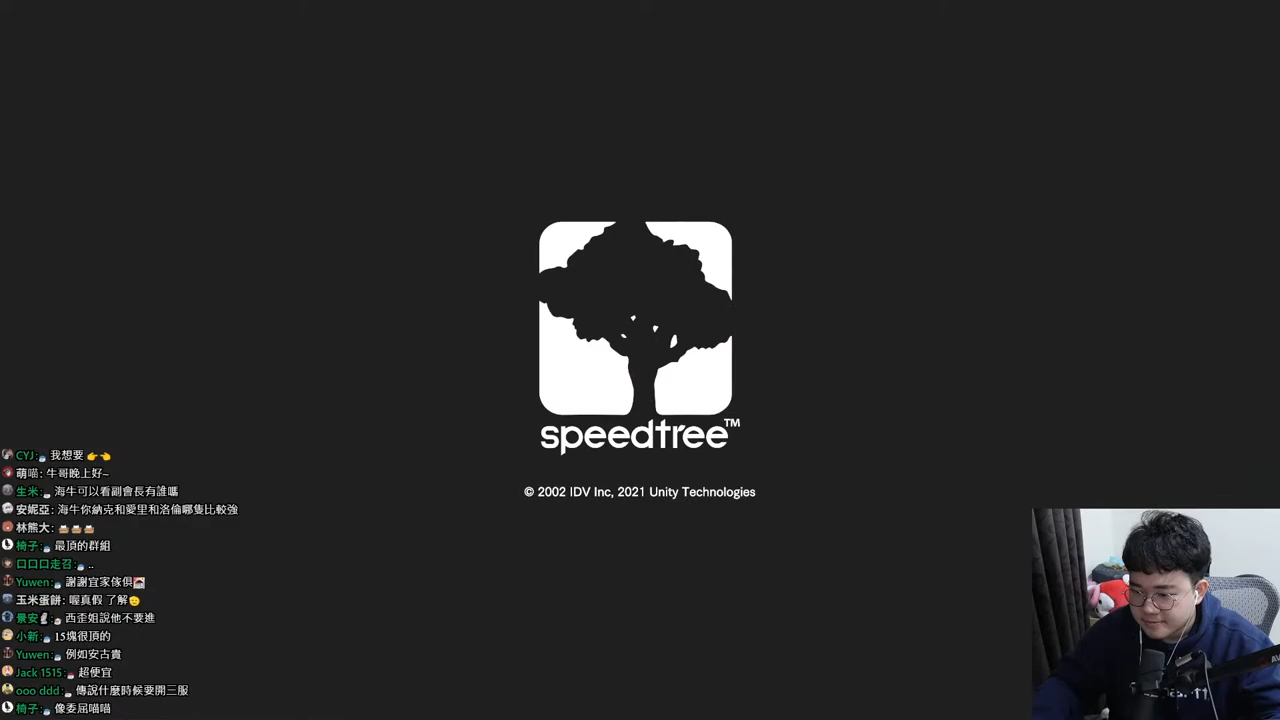 speedtree™
© 2002 IDV Inc, 2021 Unity Technologies
CYJ: 我想要
萌喵: 牛哥晚上好~
生米: 海牛可以看副會長有誰嗎
安妮亞: 海牛你納克和愛里和洛倫哪隻比較強
林熊大:
椅子: 最頂的群組
口口口走召: ..
Yuwen: 謝謝宜家傢俱
玉米蛋餅: 喔真假 了解
景安: 西歪姐說他不要進
小新: 15塊很頂的
Yuwen: 例如安古貴
Jack 1515: 超便宜
ooo ddd: 傳說什麼時候要開三服
椅子: 像委屈喵喵